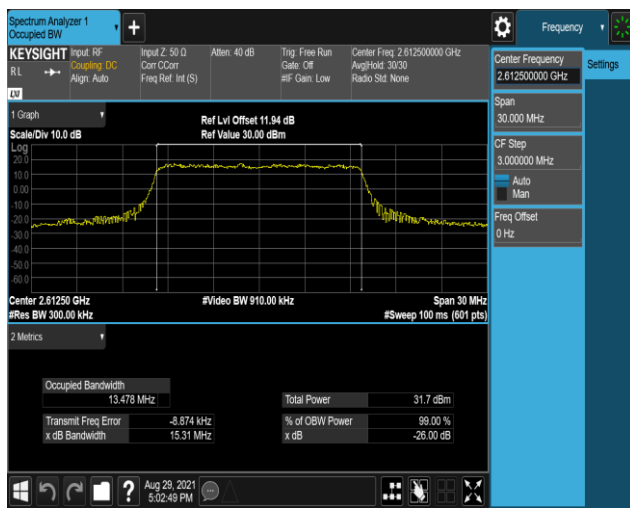 Spectrum Analyzer 1
Occupied BW
Frequency
KEYSIGHT
Input: RF
Coupling: DC
Align: Auto
Input Z: 50 Ω
Corr CCorr
Freq Ref: Int (S)
Atten: 40 dB
Trig: Free Run
Gate: Off
#IF Gain: Low
Center Freq: 2.612500000 GHz
Avg|Hold: 30/30
Radio Std: None
R L
LXI
Center Frequency
2.612500000 GHz
Settings
Span
30.000 MHz
CF Step
3.000000 MHz
Auto
Man
Freq Offset
0 Hz
1 Graph
Scale/Div 10.0 dB
Ref Lvl Offset 11.94 dB
Ref Value 30.00 dBm
Log
20.0
10.0
0.00
-10.0
-20.0
-30.0
-40.0
-50.0
-60.0
Center 2.61250 GHz
#Res BW 300.00 kHz
#Video BW 910.00 kHz
Span 30 MHz
#Sweep 100 ms (601 pts)
2 Metrics
Occupied Bandwidth
13.478 MHz
Total Power 31.7 dBm
Transmit Freq Error -8.874 kHz
% of OBW Power 99.00 %
x dB Bandwidth 15.31 MHz
x dB -26.00 dB
?
Aug 29, 2021
5:02:49 PM